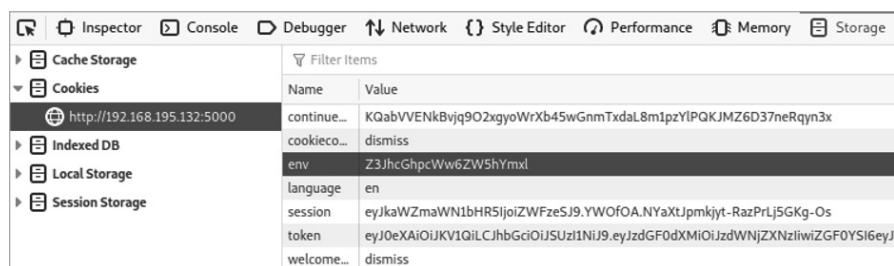 Inspector Console Debugger Network Style Editor Performance Memory Storage
Cache Storage
Cookies
http://192.168.195.132:5000
Indexed DB
Local Storage
Session Storage
Filter Items
Name Value
continue... KQabVVENkBvjq9O2xgyoWrXb45wGnmTxdaL8m1pzYlPQKJMZ6D37neRqyn3x
cookieco... dismiss
env Z3JhcGhpcWw6ZW5hYmxl
language en
session eyJkaWZmaWN1bHR5IjoiZWFzeSJ9.YWOfOA.NYaXtJpmkjyt-RazPrLj5GKg-Os
token eyJ0eXAiOiJKV1QiLCJhbGciOiJSUzI1NiJ9.eyJzdGF0dXMiOiJzdWNjZXNzIiwiZGF0YSI6eyJ
welcome... dismiss